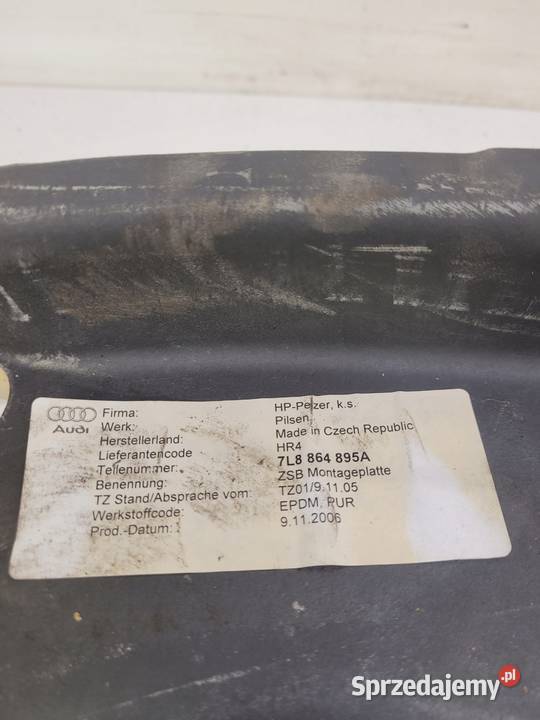 Audi
Firma: HP-Pelzer, k.s.
Werk: Pilsen
Herstellerland: Made in Czech Republic
Lieferantencode HR4
Teilenummer: 7L8 864 895A
Benennung: ZSB Montageplatte
TZ Stand/Absprache vom: TZ01/9.11.05
Werkstoffcode: EPDM, PUR
Prod.-Datum: 9.11.2006
Sprzedajemy.pl